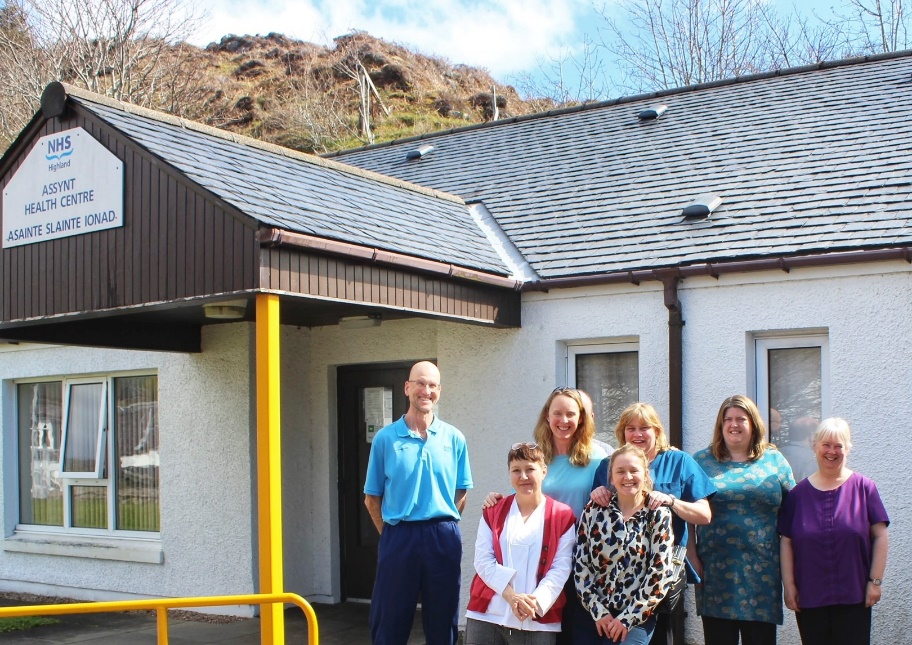 NHS
Highland
ASSYNT
HEALTH CENTRE
ASAINTE SLAINTE IONAD